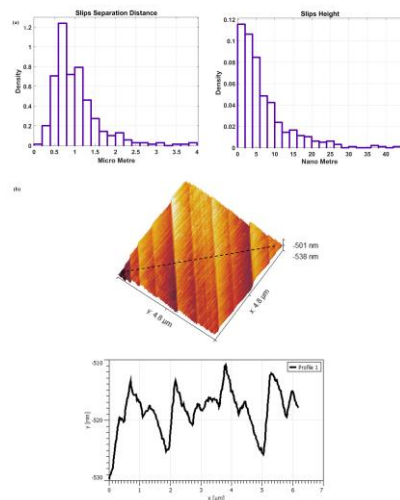 (a)
Slips Separation Distance
1.2
1
0.8
0.6
0.4
0.2
0
Density
0 0.5 1 1.5 2 2.5 3 3.5 4
Micro Metre
Slips Height
0.12
0.1
0.08
0.06
0.04
0.02
0
Density
0 5 10 15 20 25 30 35 40
Nano Metre
(b)
-501 nm
-538 nm
y: 4.8 µm
x: 4.8 µm
-510
-520
-530
y [nm]
Profile 1
0 1 2 3 4 5 6 7
x [µm]